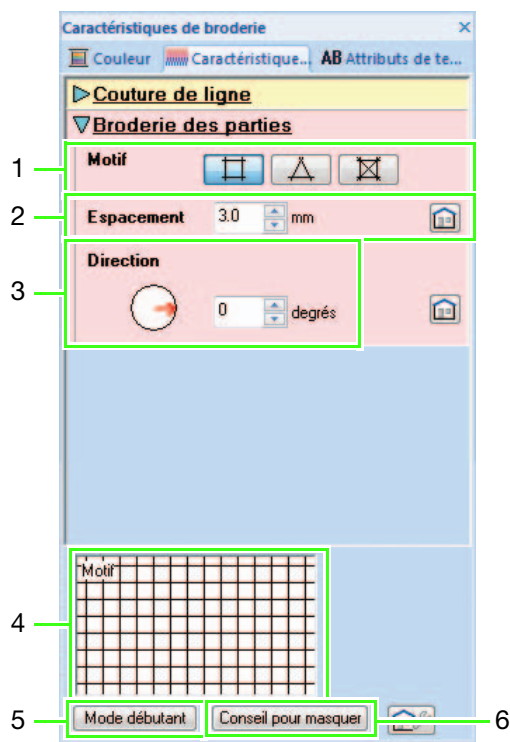 Caractéristiques de broderie
Couleur Caractéristique... AB Attributs de te...
Couture de ligne
Broderie des parties
1 Motif
2 Espacement 3.0 mm
Direction
3 0 degrés
Motif
4
5 Mode débutant Conseil pour masquer 6